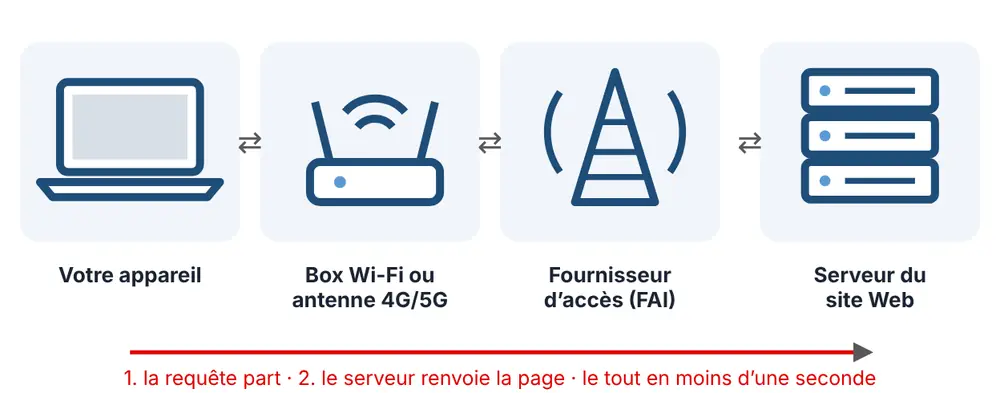 Votre appareil
Box Wi-Fi ou
antenne 4G/5G
Fournisseur
d’accès (FAI)
Serveur du
site Web
1. la requête part · 2. le serveur renvoie la page · le tout en moins d’une seconde